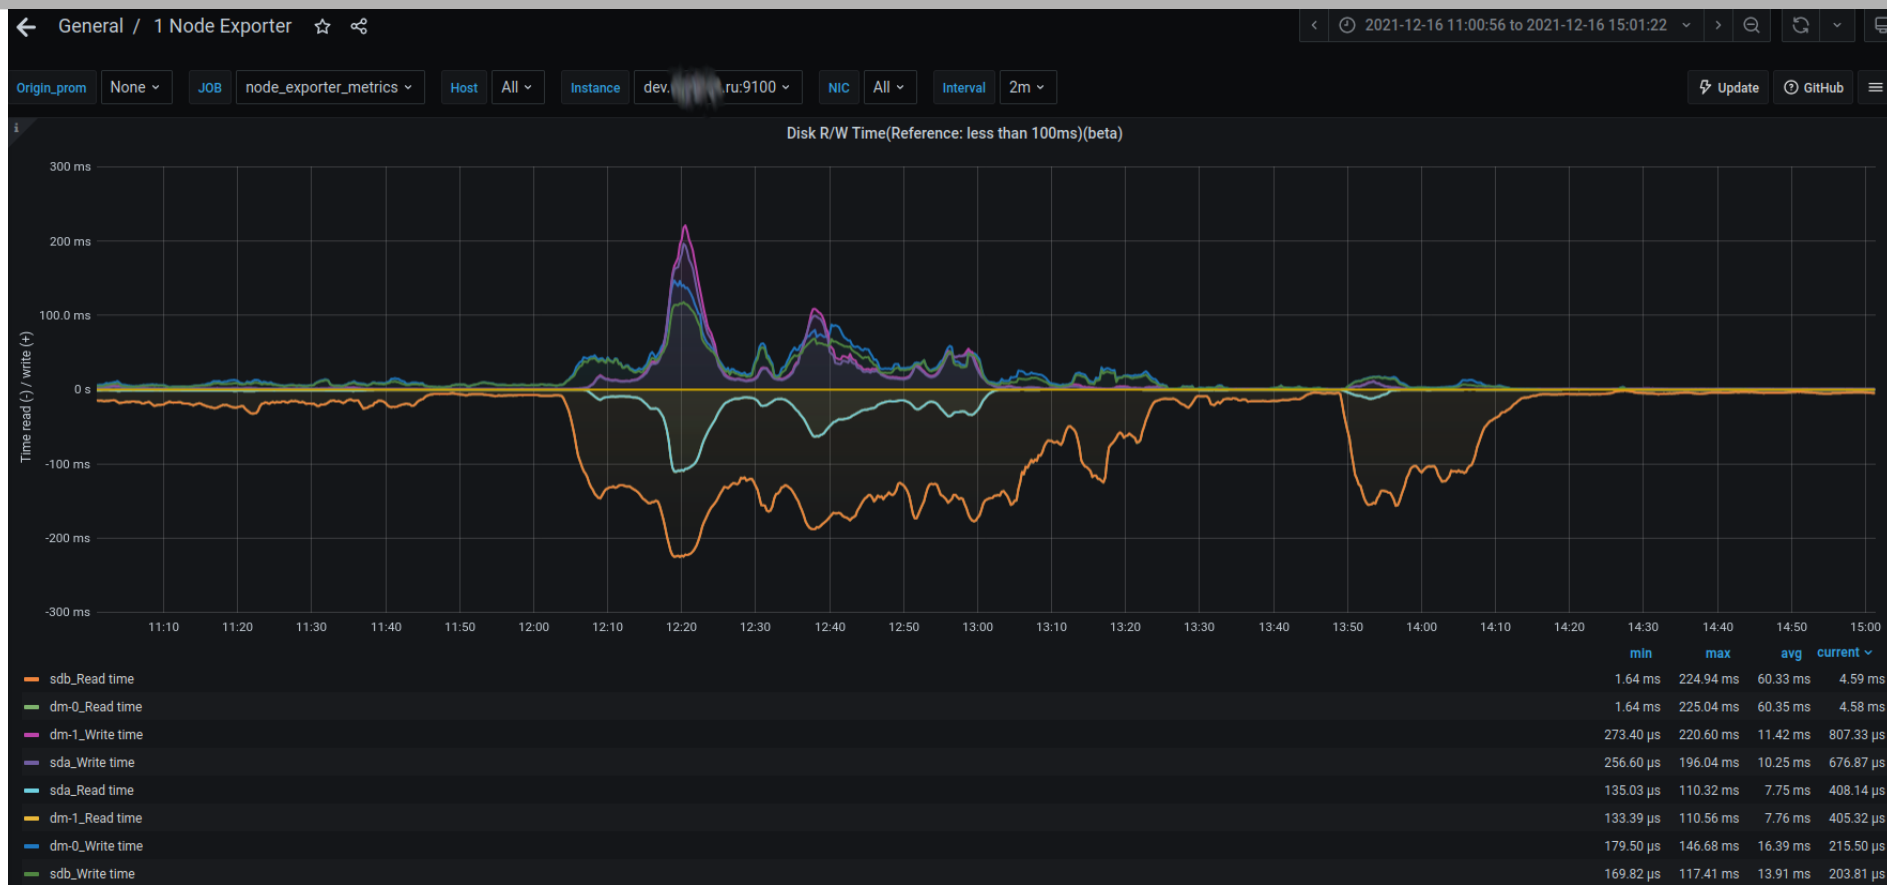 General / 1 Node Exporter
2021-12-16 11:00:56 to 2021-12-16 15:01:22
Origin_prom None JOB node_exporter_metrics Host All Instance dev. .ru:9100 NIC All Interval 2m Update GitHub
i
Disk R/W Time(Reference: less than 100ms)(beta)
Time read (-) / write (+)
300 ms
200 ms
100.0 ms
0 s
-100 ms
-200 ms
-300 ms
11:10 11:20 11:30 11:40 11:50 12:00 12:10 12:20 12:30 12:40 12:50 13:00 13:10 13:20 13:30 13:40 13:50 14:00 14:10 14:20 14:30 14:40 14:50 15:00
min max avg current
sdb_Read time 1.64 ms 224.94 ms 60.33 ms 4.59 ms
dm-0_Read time 1.64 ms 225.04 ms 60.35 ms 4.58 ms
dm-1_Write time 273.40 µs 220.60 ms 11.42 ms 807.33 µs
sda_Write time 256.60 µs 196.04 ms 10.25 ms 676.87 µs
sda_Read time 135.03 µs 110.32 ms 7.75 ms 408.14 µs
dm-1_Read time 133.39 µs 110.56 ms 7.76 ms 405.32 µs
dm-0_Write time 179.50 µs 146.68 ms 16.39 ms 215.50 µs
sdb_Write time 169.82 µs 117.41 ms 13.91 ms 203.81 µs